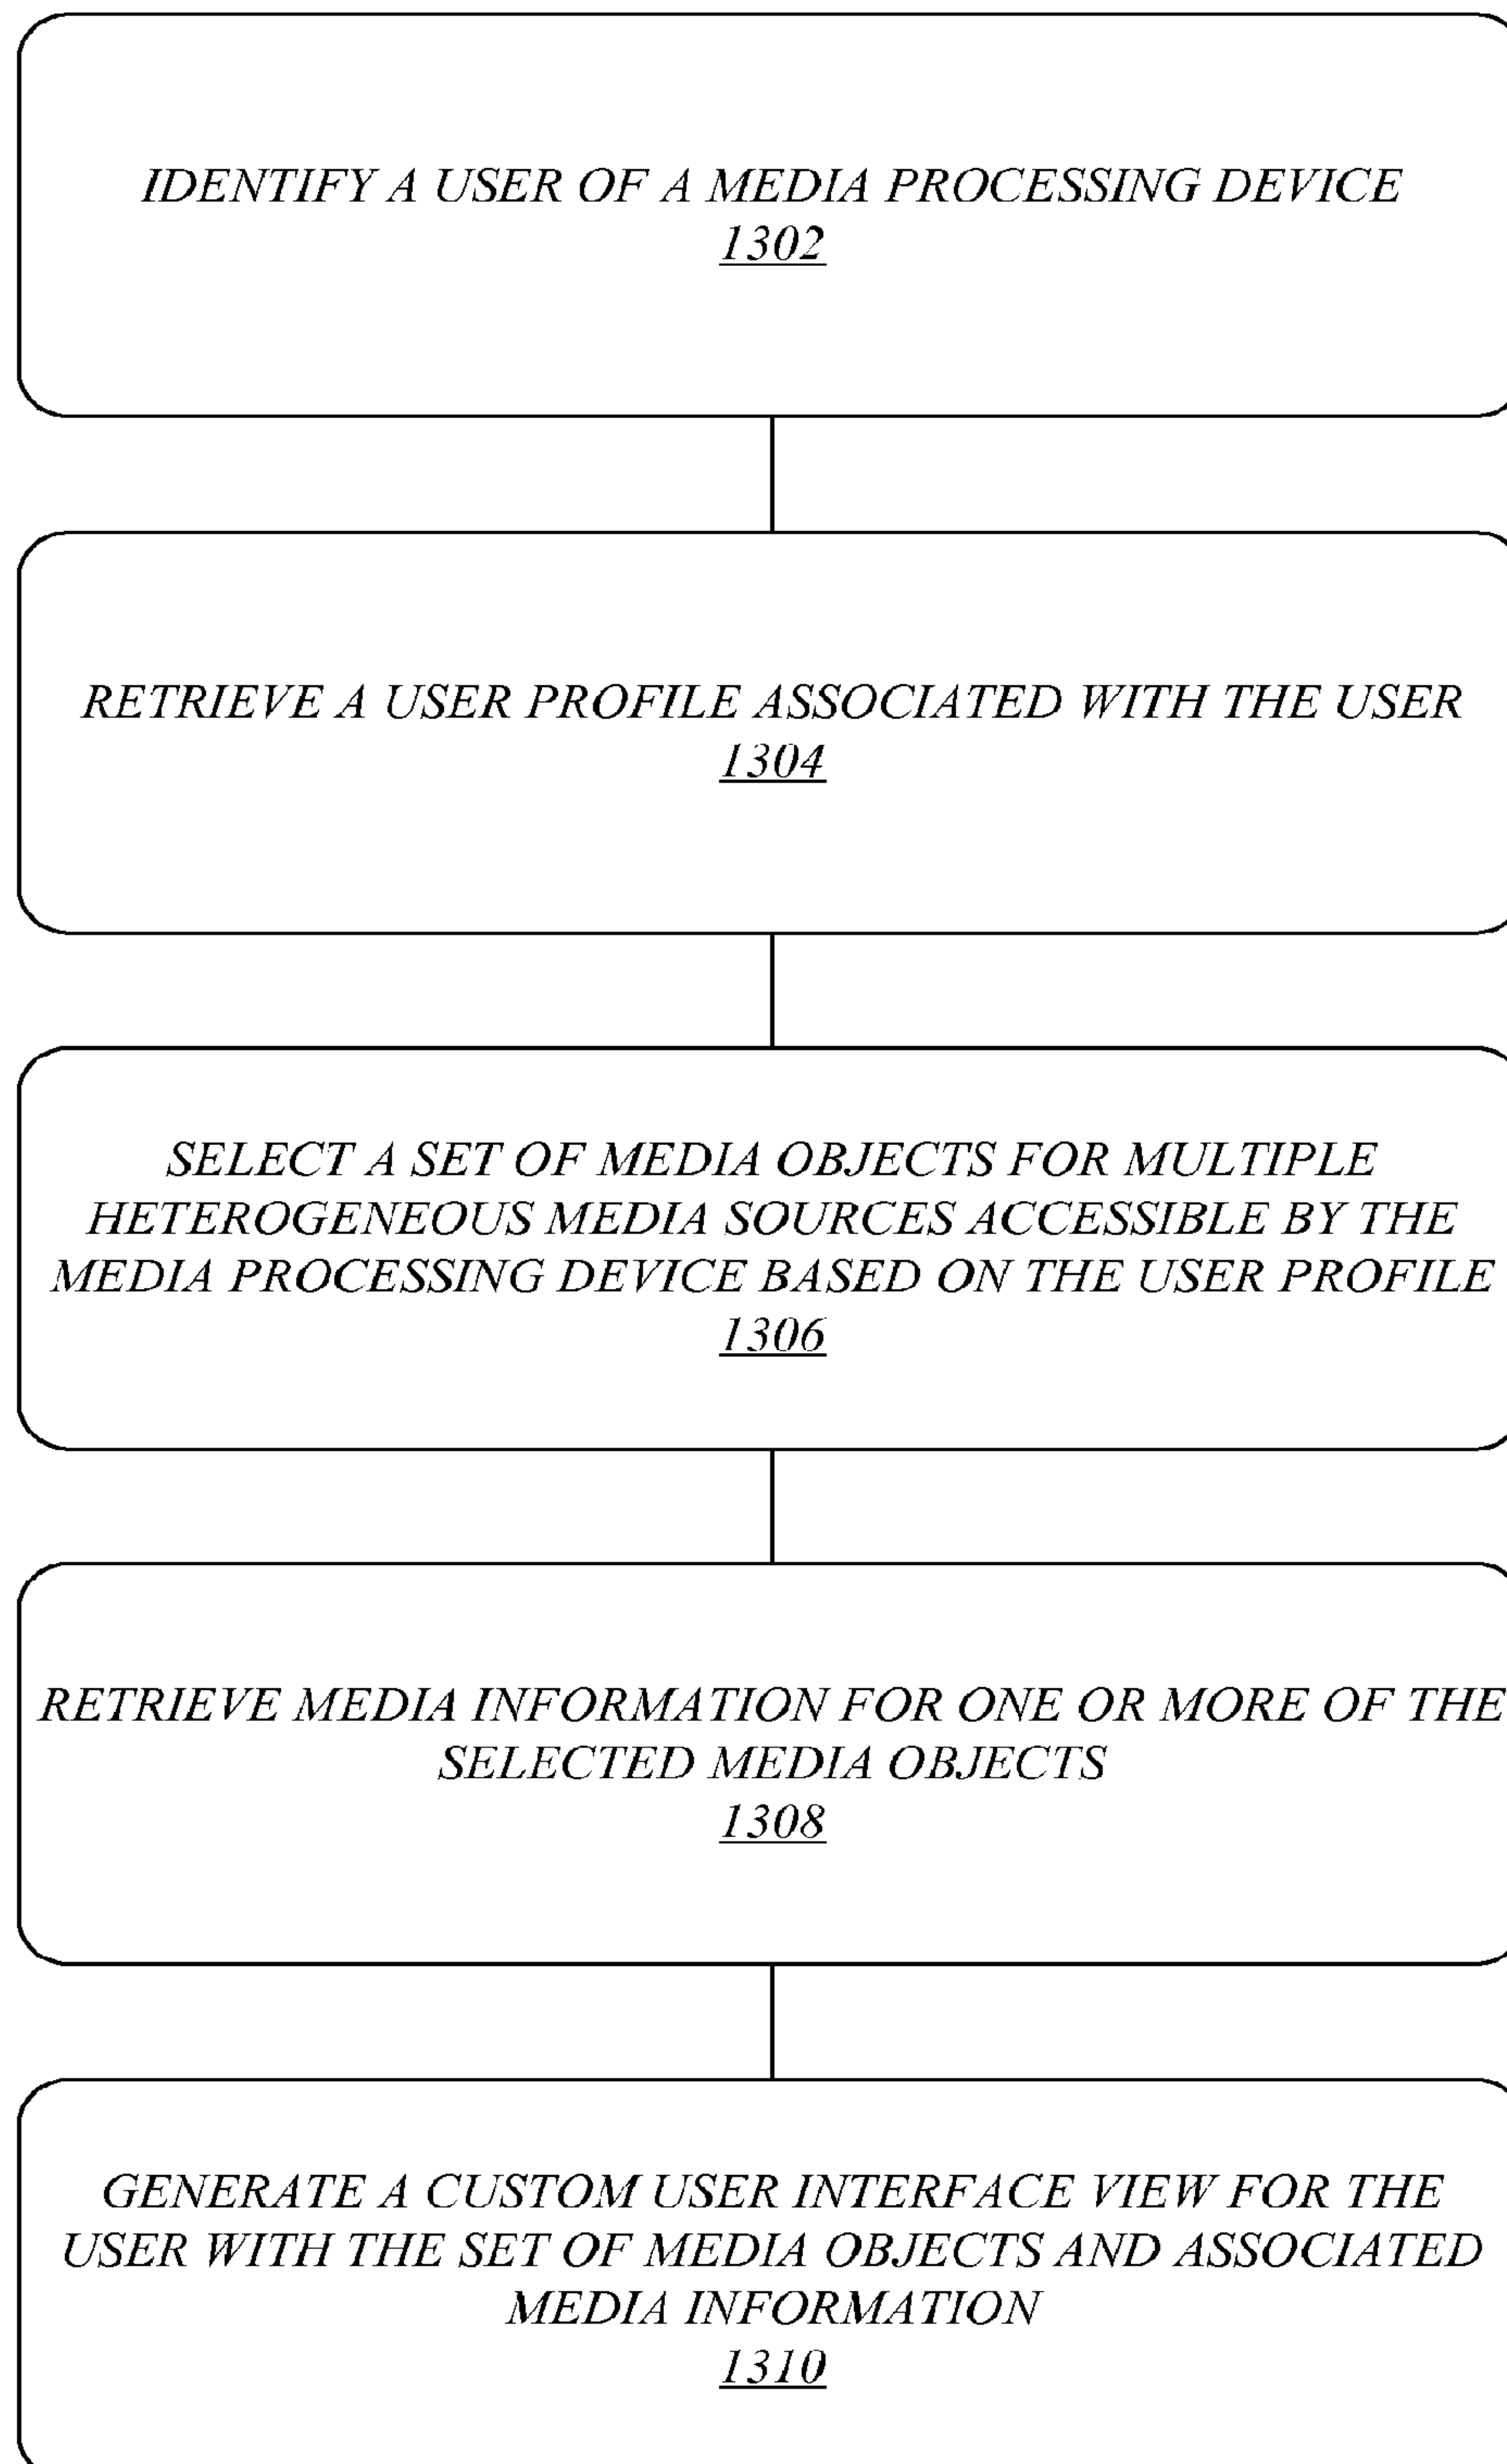 IDENTIFY A USER OF A MEDIA PROCESSING DEVICE
1302
RETRIEVE A USER PROFILE ASSOCIATED WITH THE USER
1304
SELECT A SET OF MEDIA OBJECTS FOR MULTIPLE
HETEROGENEOUS MEDIA SOURCES ACCESSIBLE BY THE
MEDIA PROCESSING DEVICE BASED ON THE USER PROFILE
1306
RETRIEVE MEDIA INFORMATION FOR ONE OR MORE OF THE
SELECTED MEDIA OBJECTS
1308
GENERATE A CUSTOM USER INTERFACE VIEW FOR THE
USER WITH THE SET OF MEDIA OBJECTS AND ASSOCIATED
MEDIA INFORMATION
1310